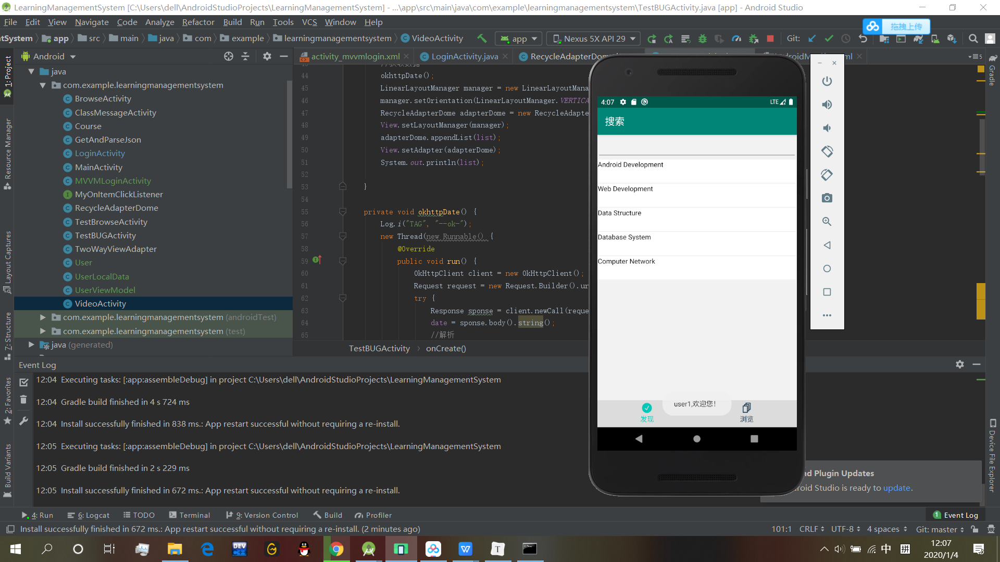 LearningManagementSystem [C:\Users\dell\AndroidStudioProjects\LearningManagementSystem] - ...\app\src\main\java\com\example\learningmanagementsystem\TestBUGActivity.java [app] - Android Studio
File Edit View Navigate Code Analyze Refactor Build Run Tools VCS Window Help
拖拽上传
ntSystem app src main java com example learningmanagementsystem VideoActivity app Nexus 5X API 29 Git:
Android
activity_mvvmlogin.xml LoginActivity.java RecycleAdapterDom 5
java
com.example.learningmanagementsystem
BrowseActivity
ClassMessageActivity
Course
GetAndParseJson
LoginActivity
MainActivity
MVVMLoginActivity
MyOnItemClickListener
RecycleAdapterDome
TestBrowseActivity
TestBUGActivity
TwoWayViewAdapter
User
UserLocalData
UserViewModel
VideoActivity
com.example.learningmanagementsystem (androidTest)
com.example.learningmanagementsystem (test)
java (generated)
1: Project
Resource Manager
Layout Captures
7: Structure
2: Favorites
Build Variants
44 okhttpDate();
45 LinearLayoutManager manager = new LinearLayoutMana
46 manager.setOrientation(LinearLayoutManager.VERTICA
47 RecycleAdapterDome adapterDome = new RecycleAdapte
48 View.setLayoutManager(manager);
49 adapterDome.appendList(list);
50 View.setAdapter(adapterDome);
51 System.out.println(list);
52
53 }
54
55 private void okhttpDate() {
56 Log.i("TAG", "--ok-");
57 new Thread(new Runnable() {
58 @Override
59 public void run() {
60 OkHttpClient client = new OkHttpClient();
61 Request request = new Request.Builder().ur
62 try {
63 Response sponse = client.newCall(reque
64 date = sponse.body().string();
65 //解析
TestBUGActivity onCreate()
4:07 LTE
搜索
Android Development
Web Development
Data Structure
Database System
Computer Network
user1,欢迎您!
发现 浏览
Gradle
Device File Explorer
Event Log
12:04 Executing tasks: [:app:assembleDebug] in project C:\Users\dell\AndroidStudioProjects\LearningManagementSystem
12:04 Gradle build finished in 4 s 724 ms
12:04 Install successfully finished in 838 ms.: App restart successful without requiring a re-install.
12:05 Executing tasks: [:app:assembleDebug] in project C:\Users\dell\AndroidStudioProjects\LearningManagementSystem
12:05 Gradle build finished in 2 s 229 ms
12:05 Install successfully finished in 672 ms.: App restart successful without requiring a re-install.
nd Plugin Updates
roid Studio is ready to update.
4: Run 6: Logcat TODO Terminal 9: Version Control Build Profiler 1 Event Log
Install successfully finished in 672 ms.: App restart successful without requiring a re-install. (2 minutes ago) 101:1 CRLF UTF-8 4 spaces Git: master
DEV C++ T 中 拼 12:07
2020/1/4